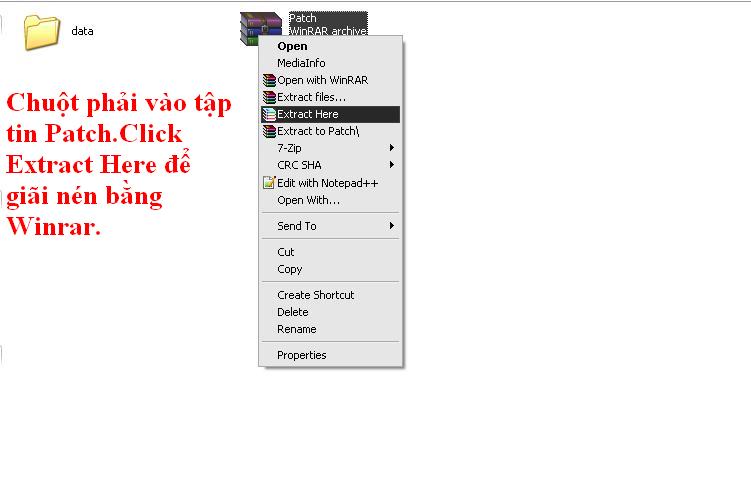 data
Patch
WinRAR archive
Chuột phải vào tập
tin Patch.Click
Extract Here để
giãi nén bằng
Winrar.
Open
MediaInfo
Open with WinRAR
Extract files...
Extract Here
Extract to Patch\
7-Zip
CRC SHA
Edit with Notepad++
Open With...
Send To
Cut
Copy
Create Shortcut
Delete
Rename
Properties